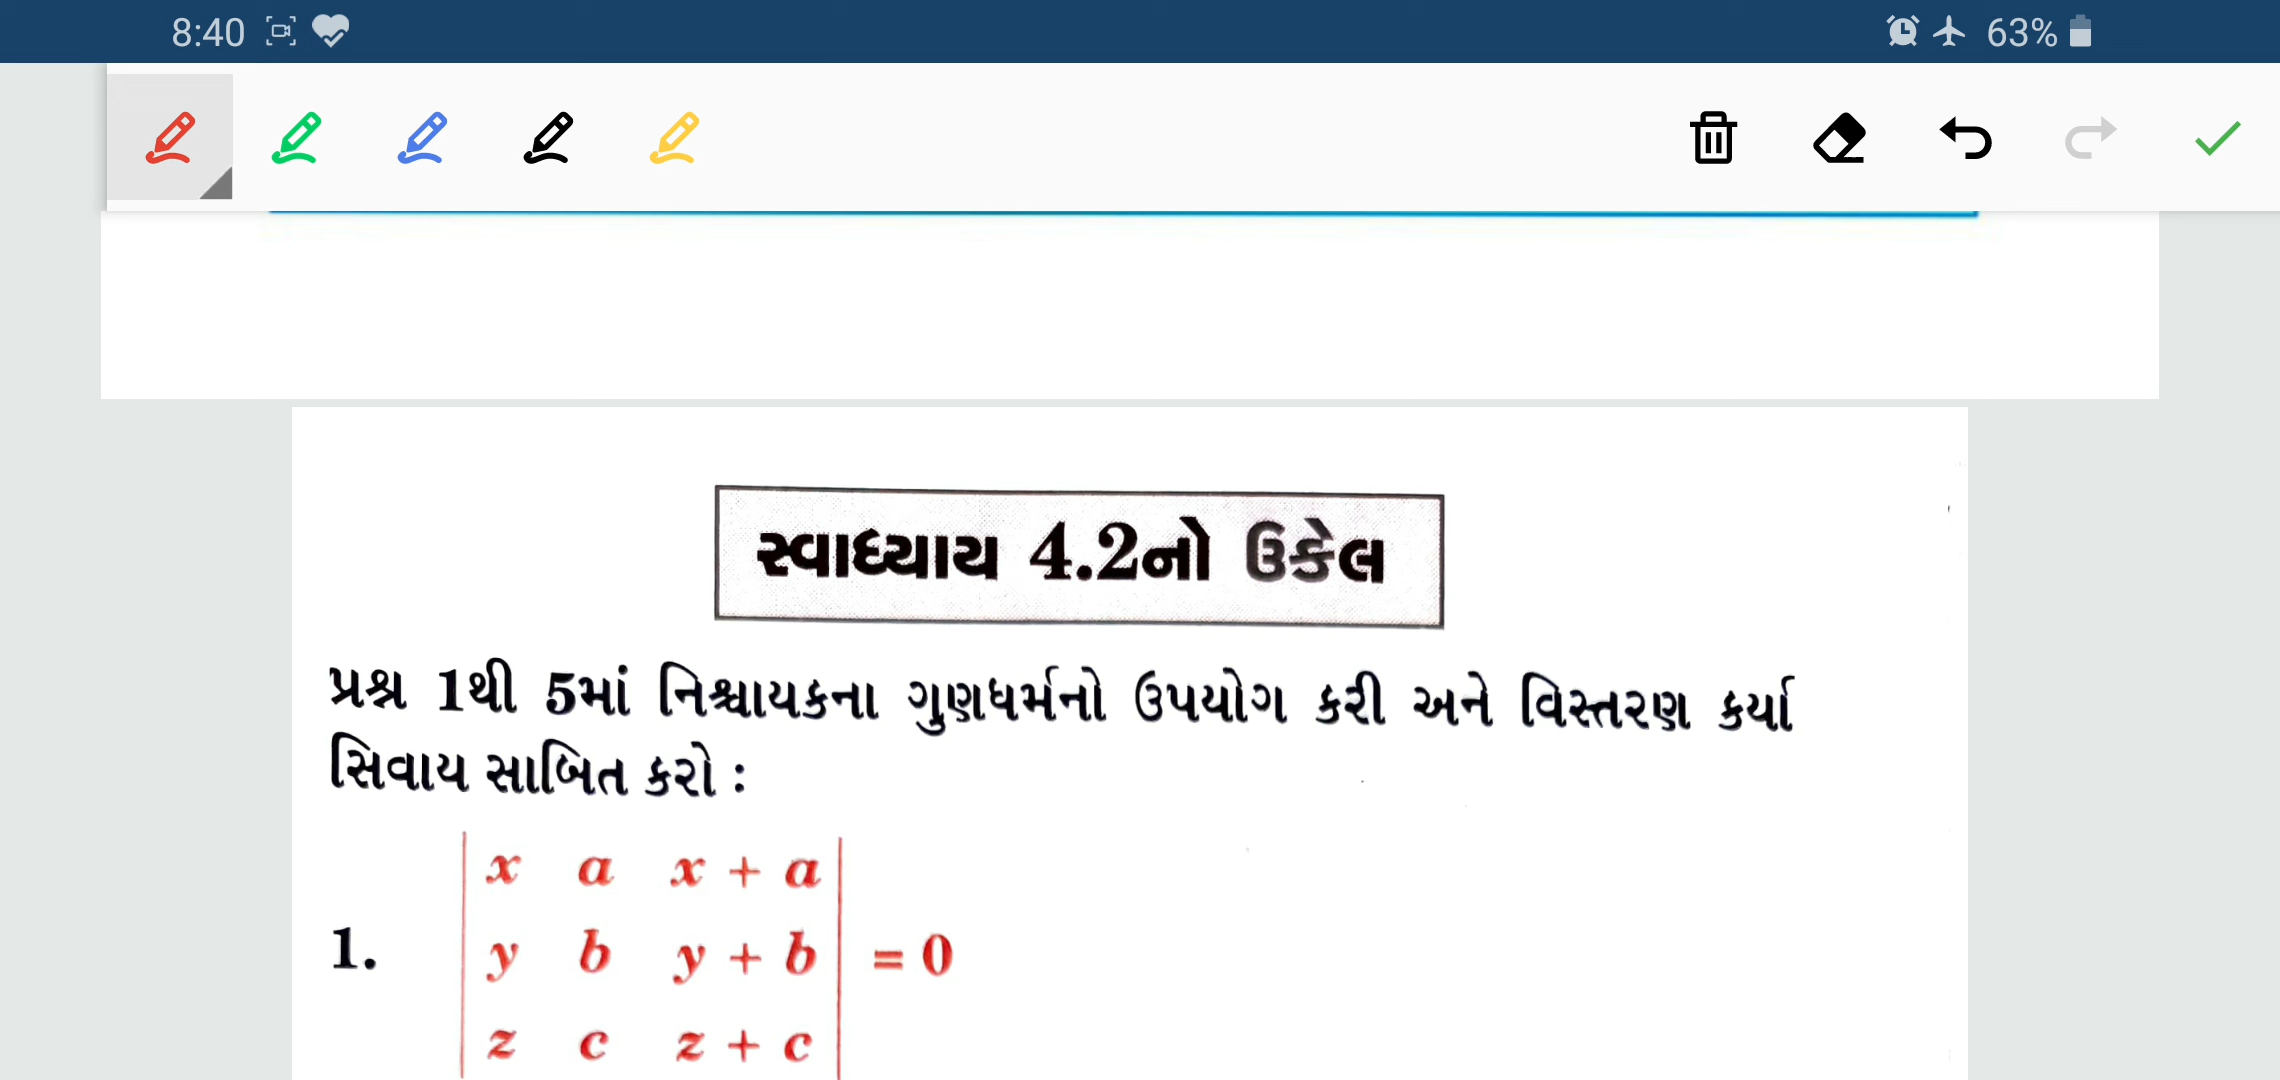 8:40 63%
સ્વાધ્યાય 4.2નો ઉકેલ
પ્રશ્ન 1થી 5માં નિશ્ચાયકના ગુણધર્મનો ઉપયોગ કરી અને વિસ્તરણ કર્યા
સિવાય સાબિત કરો :
x a x + a
1. y b y + b = 0
z c z + c